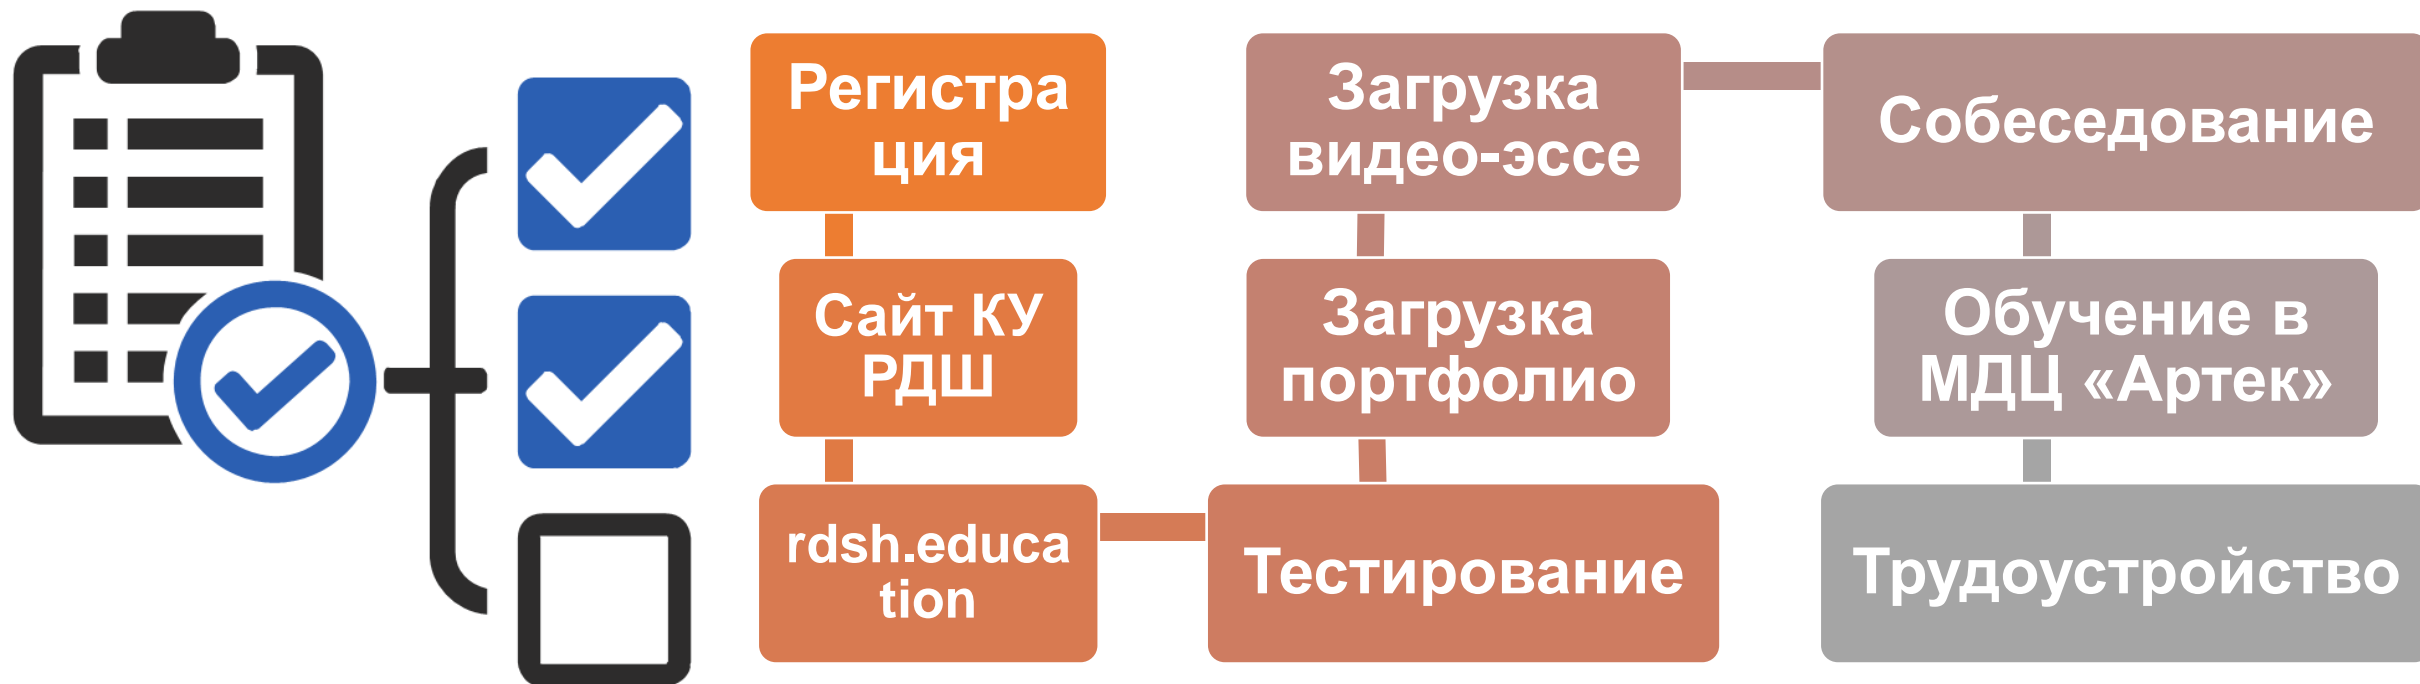 Регистра
ция
Сайт КУ
РДШ
rdsh.educa
tion
Тестирование
Загрузка
портфолио
Загрузка
видео-эссе
Собеседование
Обучение в
МДЦ «Артек»
Трудоустройство